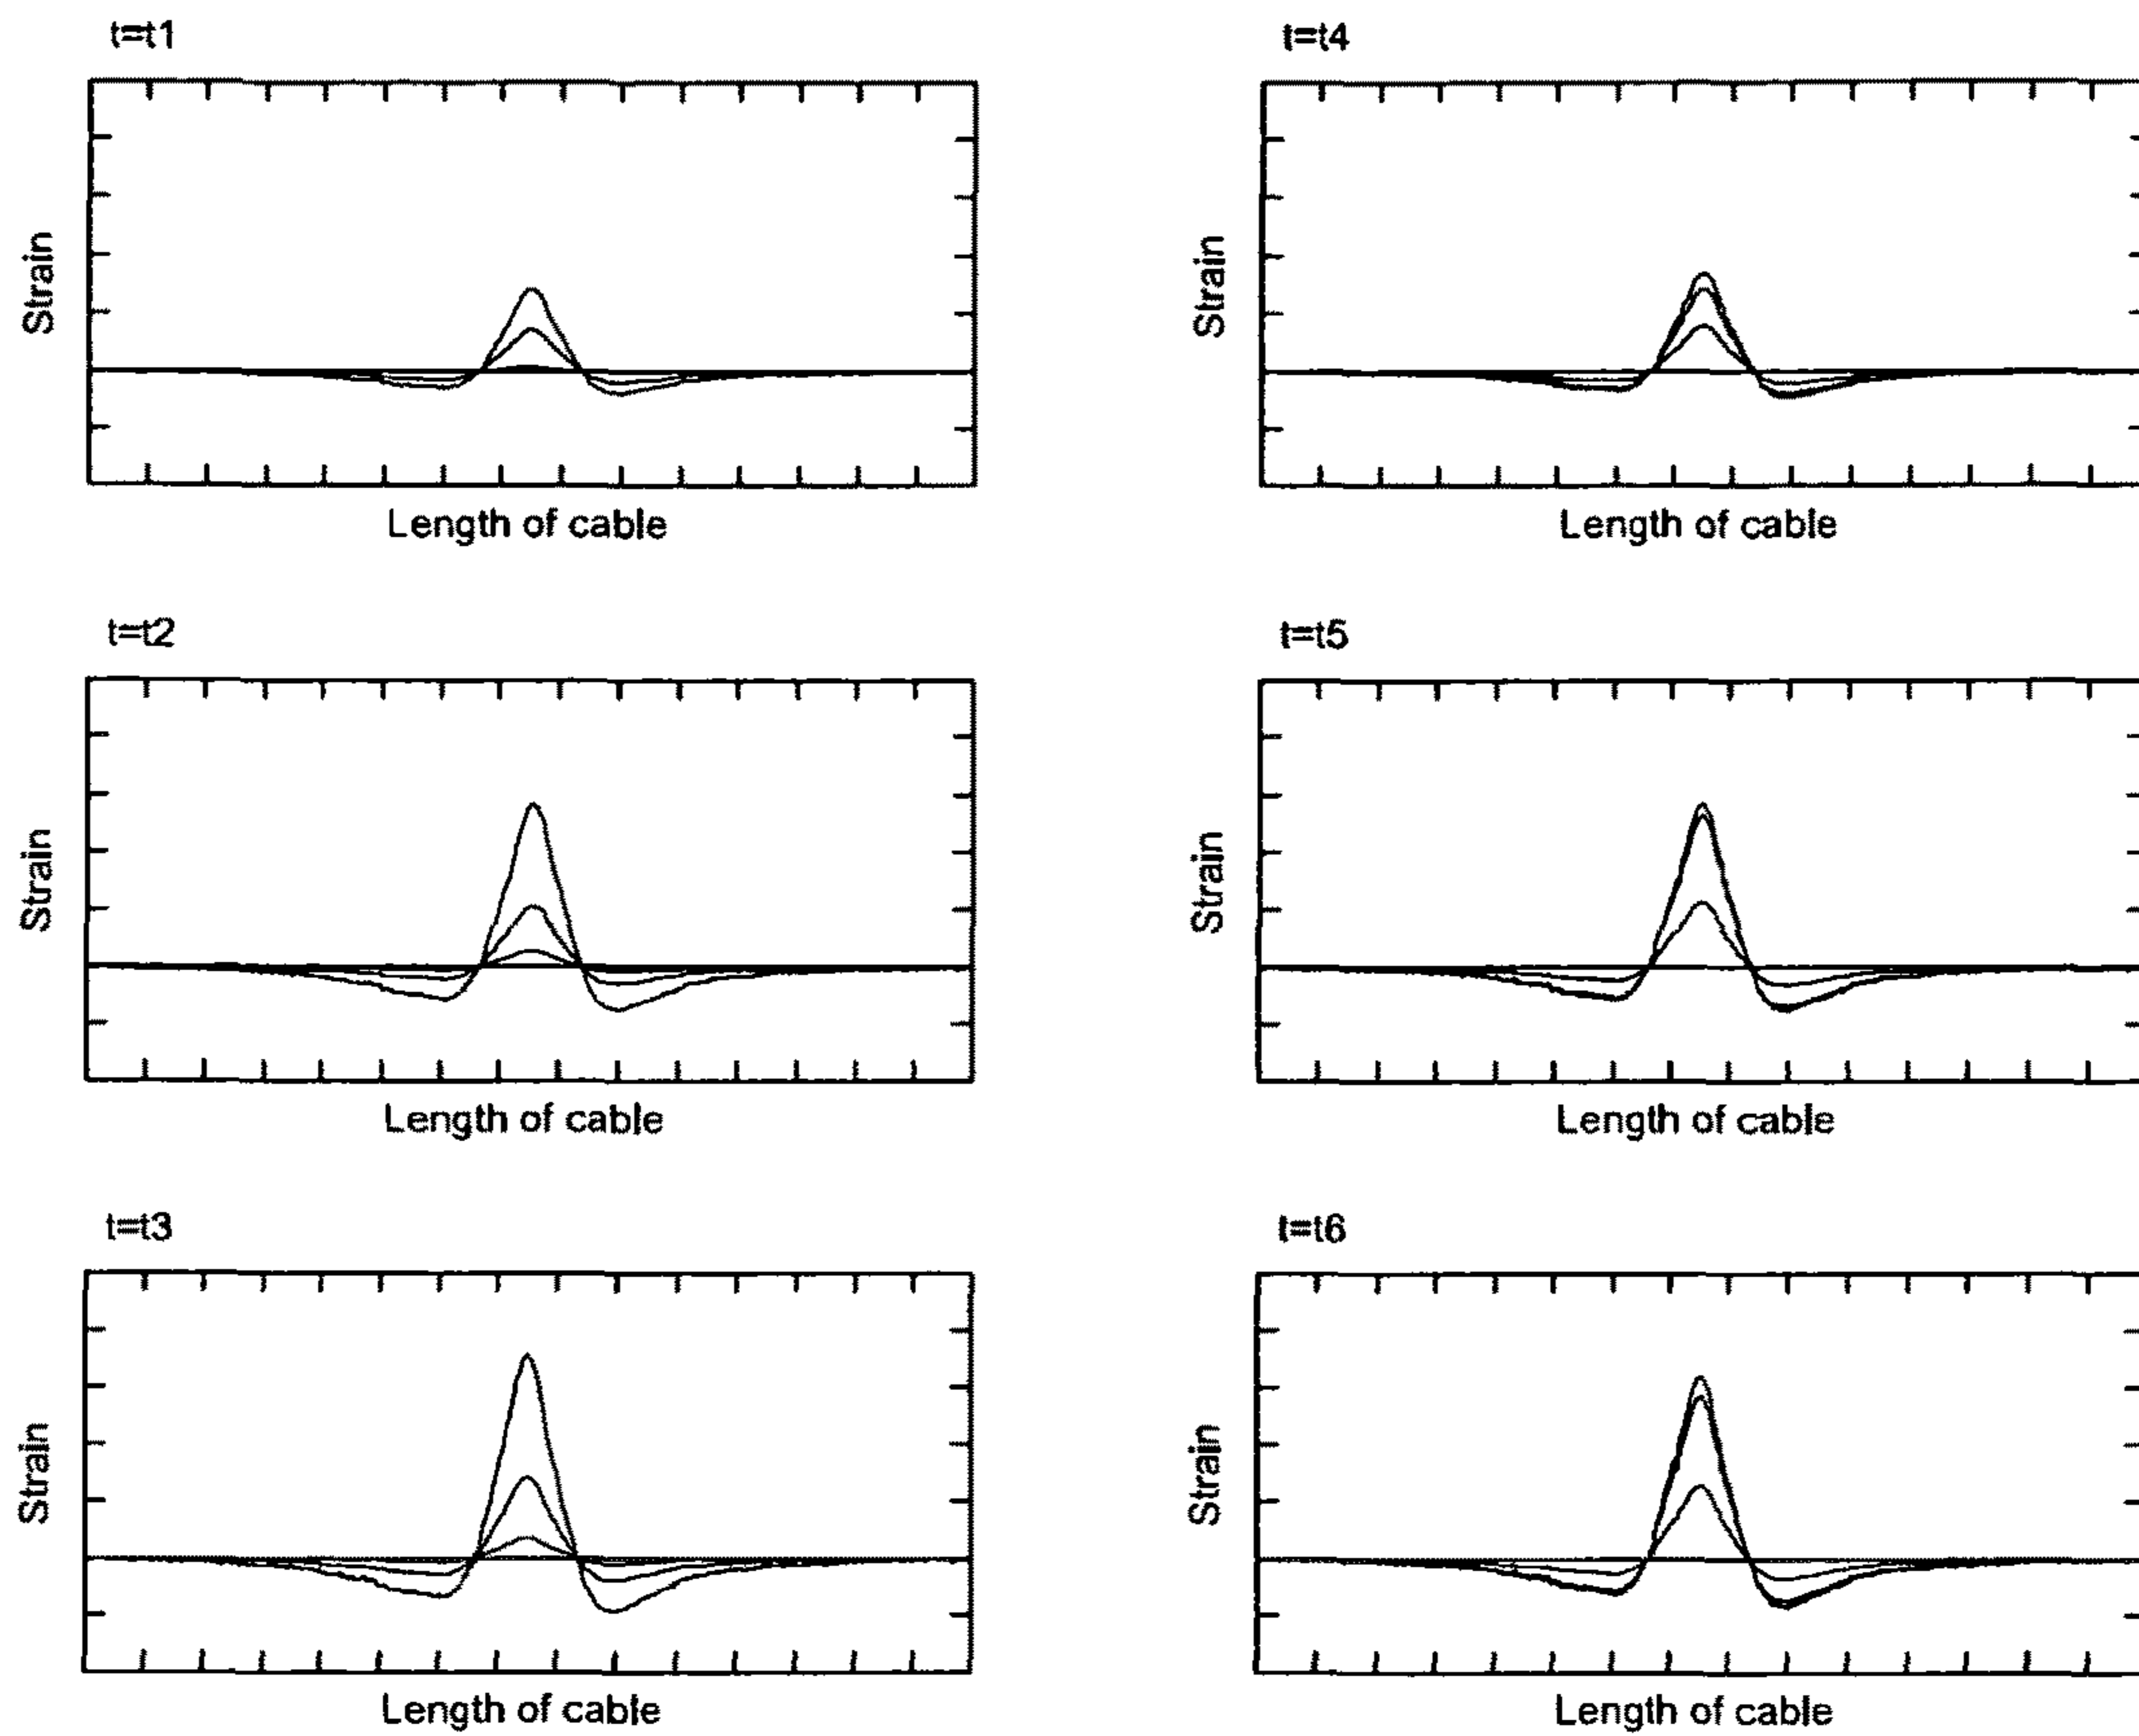 t=t1
Strain
Length of cable
t=t4
Strain
Length of cable
t=t2
Strain
Length of cable
t=t5
Strain
Length of cable
t=t3
Strain
Length of cable
t=t6
Strain
Length of cable